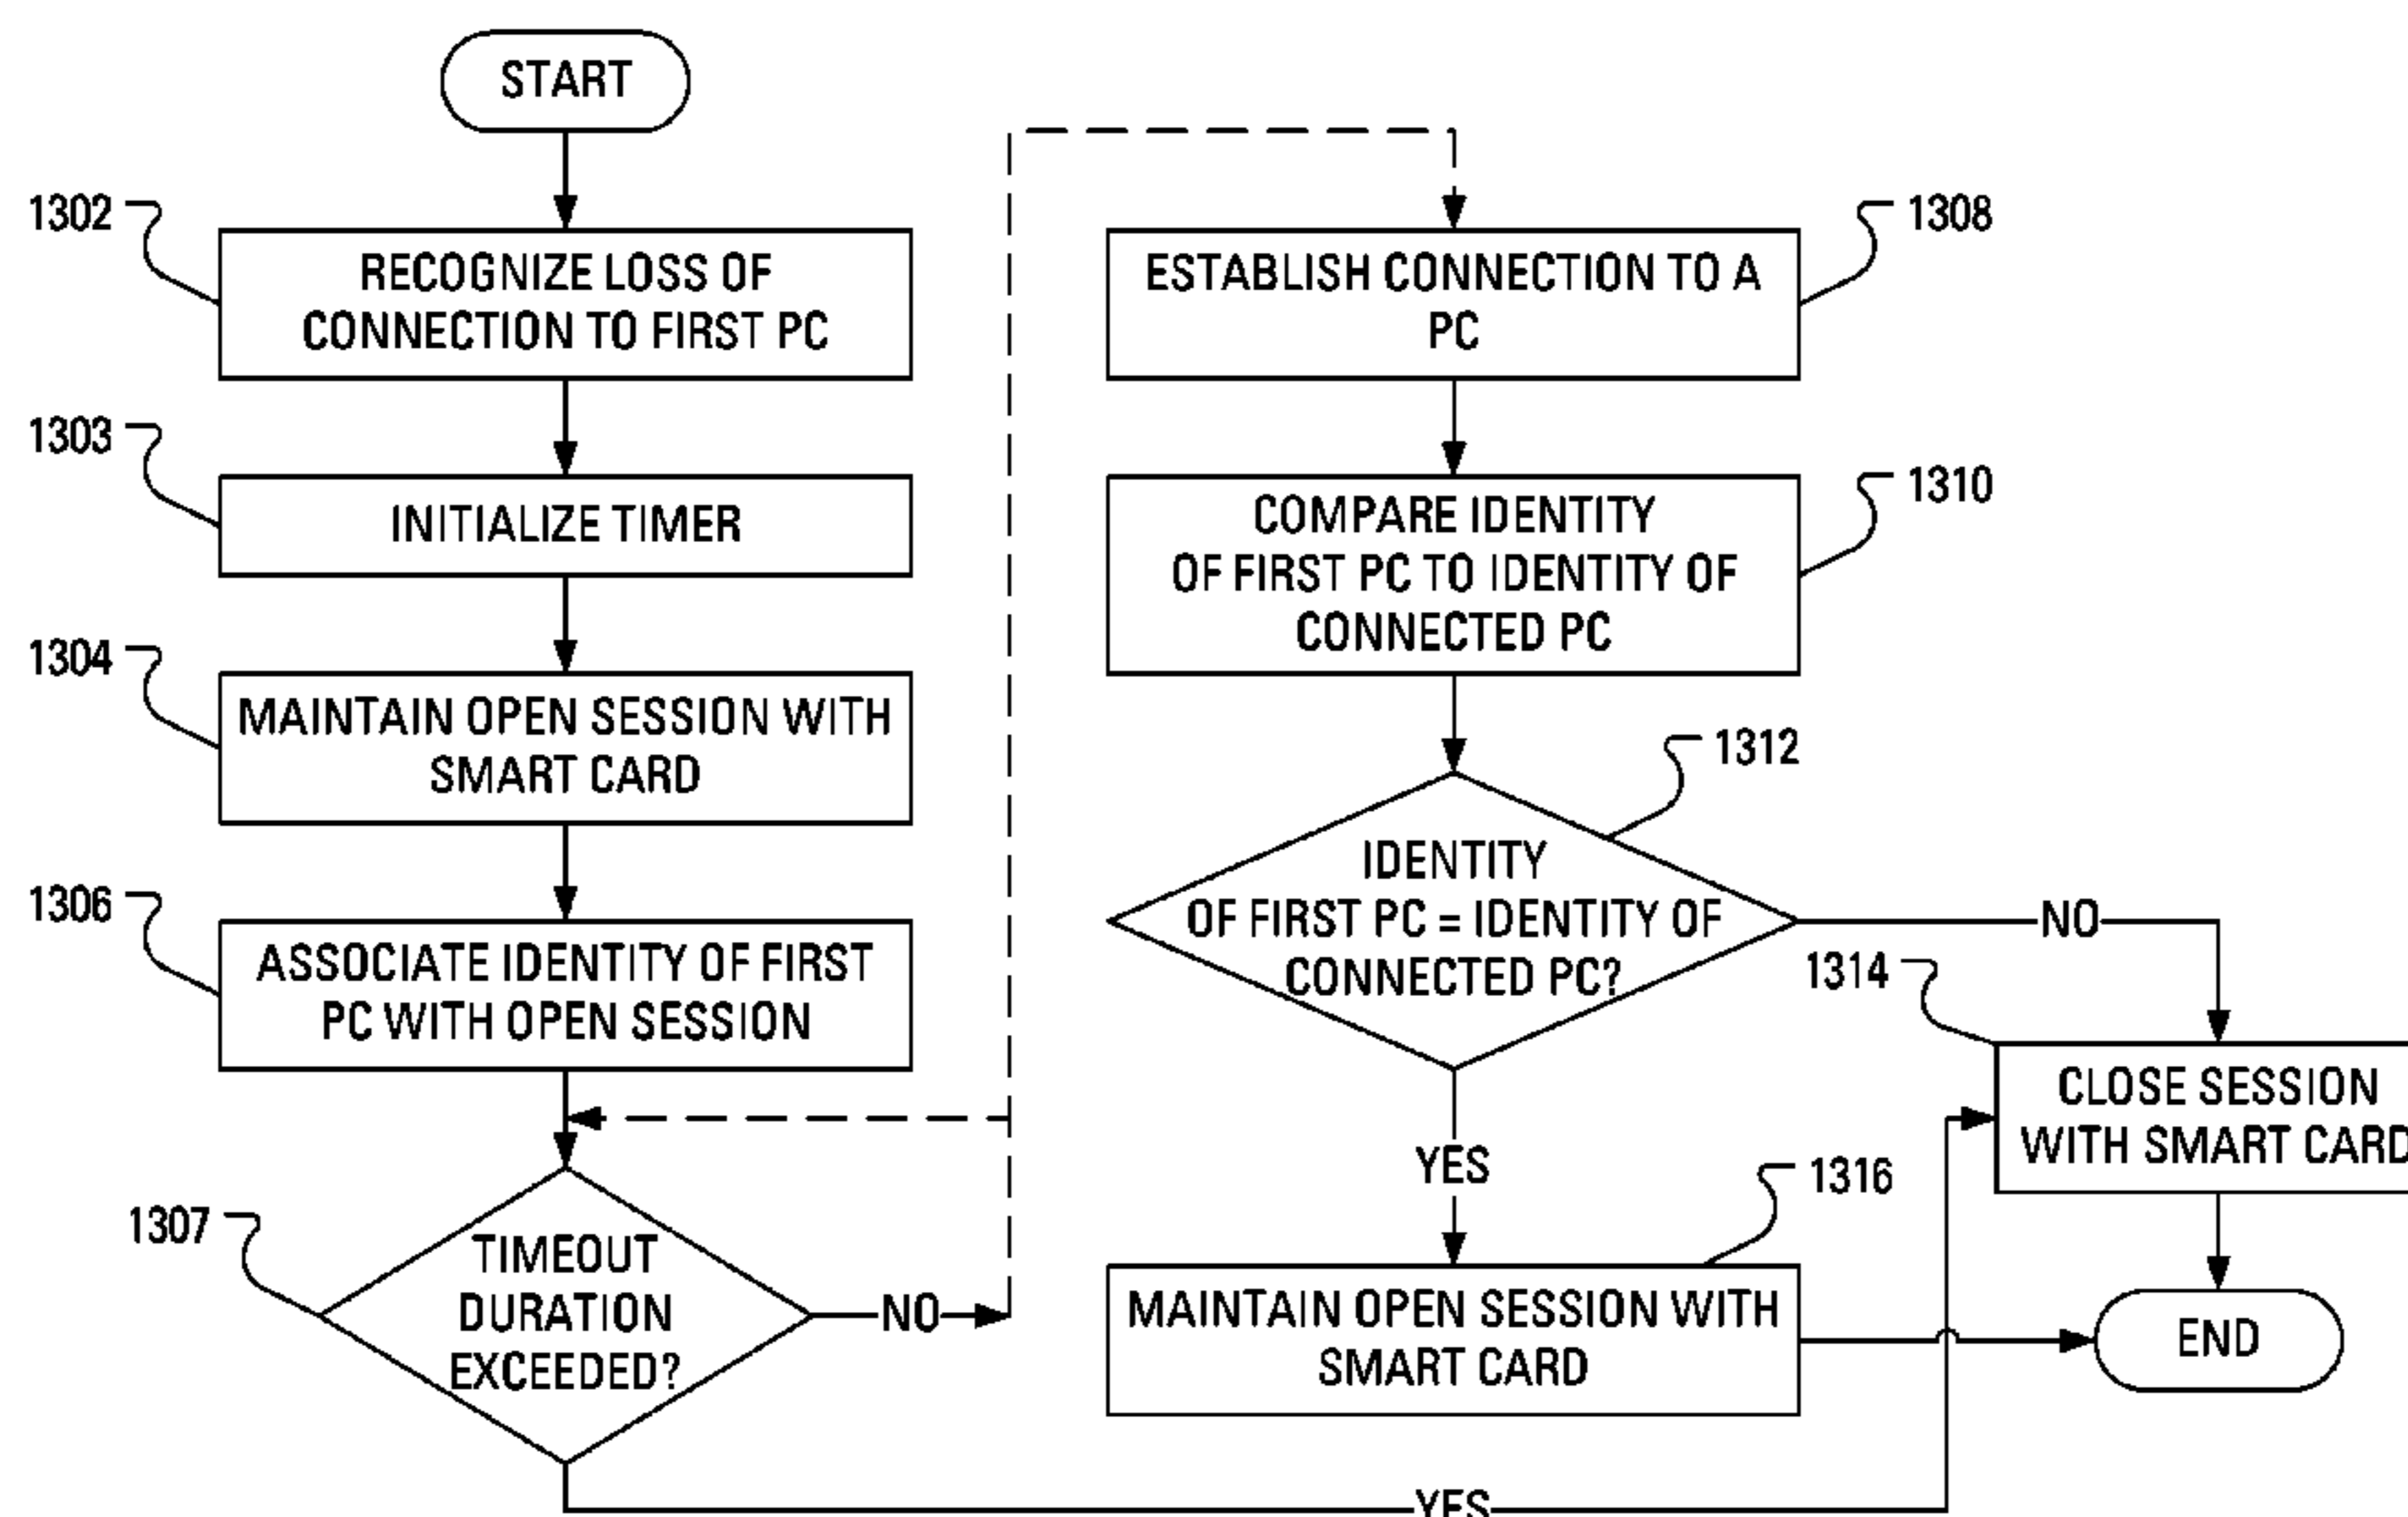 START
1302
RECOGNIZE LOSS OF
CONNECTION TO FIRST PC
1303
INITIALIZE TIMER
1304
MAINTAIN OPEN SESSION WITH
SMART CARD
1306
ASSOCIATE IDENTITY OF FIRST
PC WITH OPEN SESSION
1307
TIMEOUT
DURATION
EXCEEDED?
NO
YES
1308
ESTABLISH CONNECTION TO A
PC
1310
COMPARE IDENTITY
OF FIRST PC TO IDENTITY OF
CONNECTED PC
1312
IDENTITY
OF FIRST PC = IDENTITY OF
CONNECTED PC?
NO
YES
1314
CLOSE SESSION
WITH SMART CARD
1316
MAINTAIN OPEN SESSION WITH
SMART CARD
END